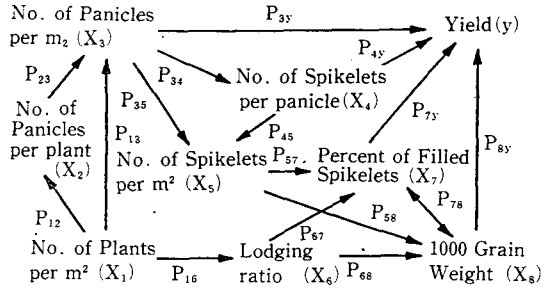 No. of Panicles
per m₂ (X₃)
P₃y
Yield(y)
P₄y
P₂₃
P₃₅
P₃₄
No. of Spikelets
per panicle(X₄)
P₇y
No. of
Panicles
per plant
(X₂)
P₁₃
P₄₅
P₈y
No. of Spikelets
per m² (X₅)
P₅₇.
Percent of Filled
Spikelets (X₇)
P₁₂
P₅₈
P₇₈
P₆₇
No. of Plants
per m² (X₁)
P₁₆
Lodging
ratio (X₆)
P₆₈
1000 Grain
Weight(X₈)